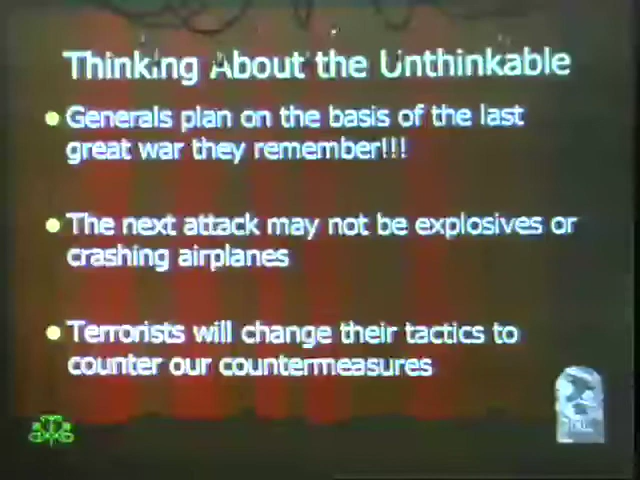 Thinking About the Unthinkable
• Generals plan on the basis of the last
great war they remember!!!
• The next attack may not be explosives or
crashing airplanes
• Terrorists will change their tactics to
counter our countermeasures